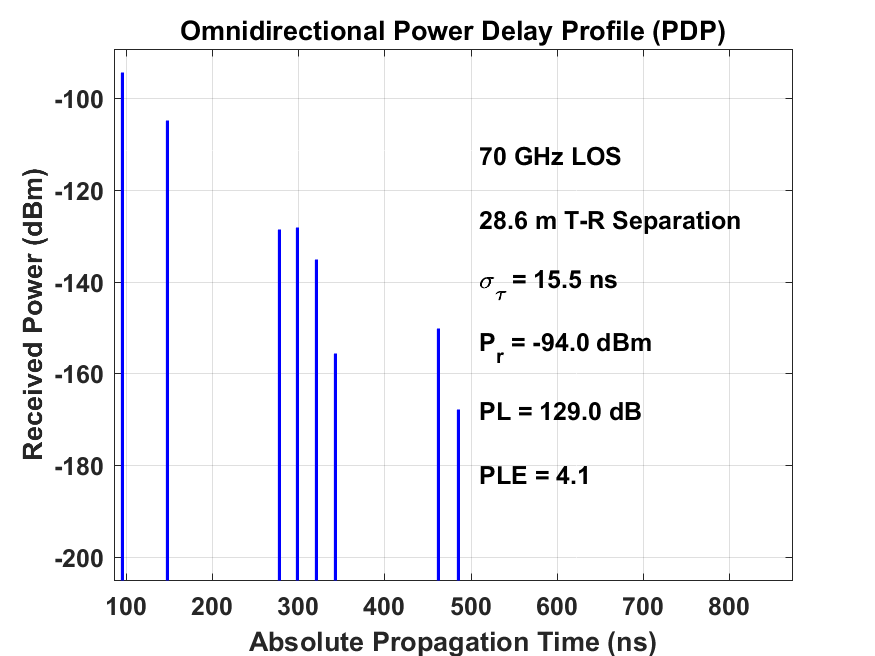 Omnidirectional Power Delay Profile (PDP)
Received Power (dBm)
-100
-120
-140
-160
-180
-200
70 GHz LOS
28.6 m T-R Separation
σ_τ = 15.5 ns
P_r = -94.0 dBm
PL = 129.0 dB
PLE = 4.1
100 200 300 400 500 600 700 800
Absolute Propagation Time (ns)